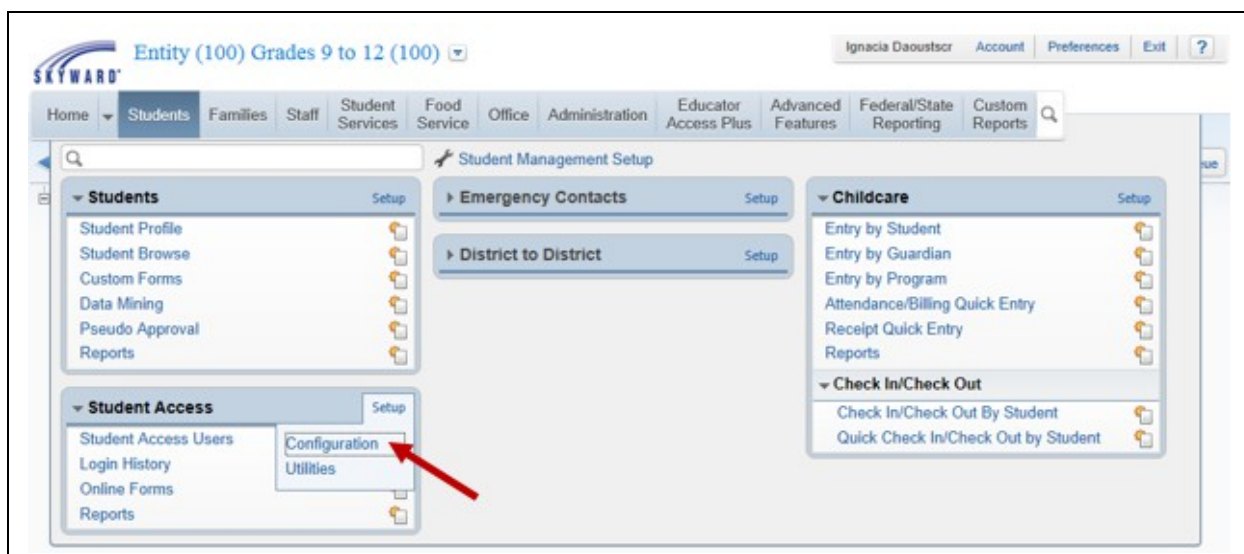 SKYWARD
Entity (100) Grades 9 to 12 (100)
Ignacia Daoustscr Account Preferences Exit ?
Home Students Families Staff Student Services Food Service Office Administration Educator Access Plus Advanced Features Federal/State Reporting Custom Reports
Student Management Setup
ue
Students Setup
Student Profile
Student Browse
Custom Forms
Data Mining
Pseudo Approval
Reports
Student Access Setup
Student Access Users
Login History
Online Forms
Reports
Configuration
Utilities
Emergency Contacts Setup
District to District Setup
Childcare Setup
Entry by Student
Entry by Guardian
Entry by Program
Attendance/Billing Quick Entry
Receipt Quick Entry
Reports
Check In/Check Out
Check In/Check Out By Student
Quick Check In/Check Out by Student